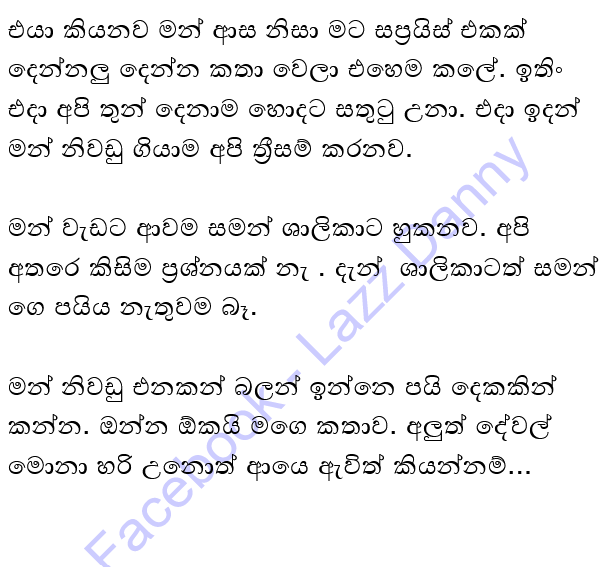 එයා කියනව මන් ආස නිසා මට සප්‍රයිස් එකක්
දෙන්නලු දෙන්න කතා වෙලා එහෙම කලේ. ඉතිං
එදා අපි තුන් දෙනාම හොදට සතුටු උනා. එදා ඉදන්
මන් නිවඩු ගියාම අපි ත්‍රීසම් කරනව.
මන් වැඩට ආවම සමන් ශාලිකාට හුකනව. අපි
අතරෙ කිසිම ප්‍රශ්නයක් නැ . දැන් ශාලිකාටත් සමන්
ගෙ පයිය නැතුවම බෑ.
මන් නිවඩු එනකන් බලන් ඉන්නෙ පයි දෙකකින්
කන්න. ඔන්න ඕකයි මගෙ කතාව. අලුත් දේවල්
මොනා හරි උනොත් ආයෙ ඇවිත් කියන්නම්...
Facebook - Lazz Danny